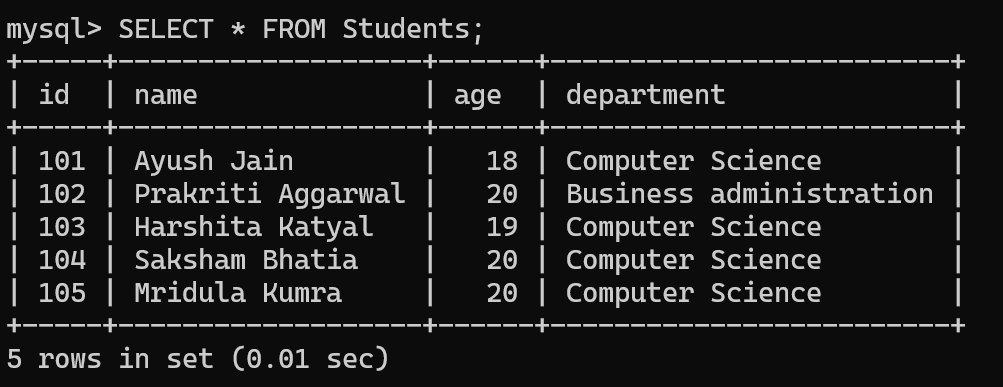 mysql> SELECT * FROM Students;
+-----+-------------------+------+-------------------------+
| id  | name              | age  | department              |
+-----+-------------------+------+-------------------------+
| 101 | Ayush Jain        |   18 | Computer Science        |
| 102 | Prakriti Aggarwal |   20 | Business administration |
| 103 | Harshita Katyal   |   19 | Computer Science        |
| 104 | Saksham Bhatia    |   20 | Computer Science        |
| 105 | Mridula Kumra     |   20 | Computer Science        |
+-----+-------------------+------+-------------------------+
5 rows in set (0.01 sec)